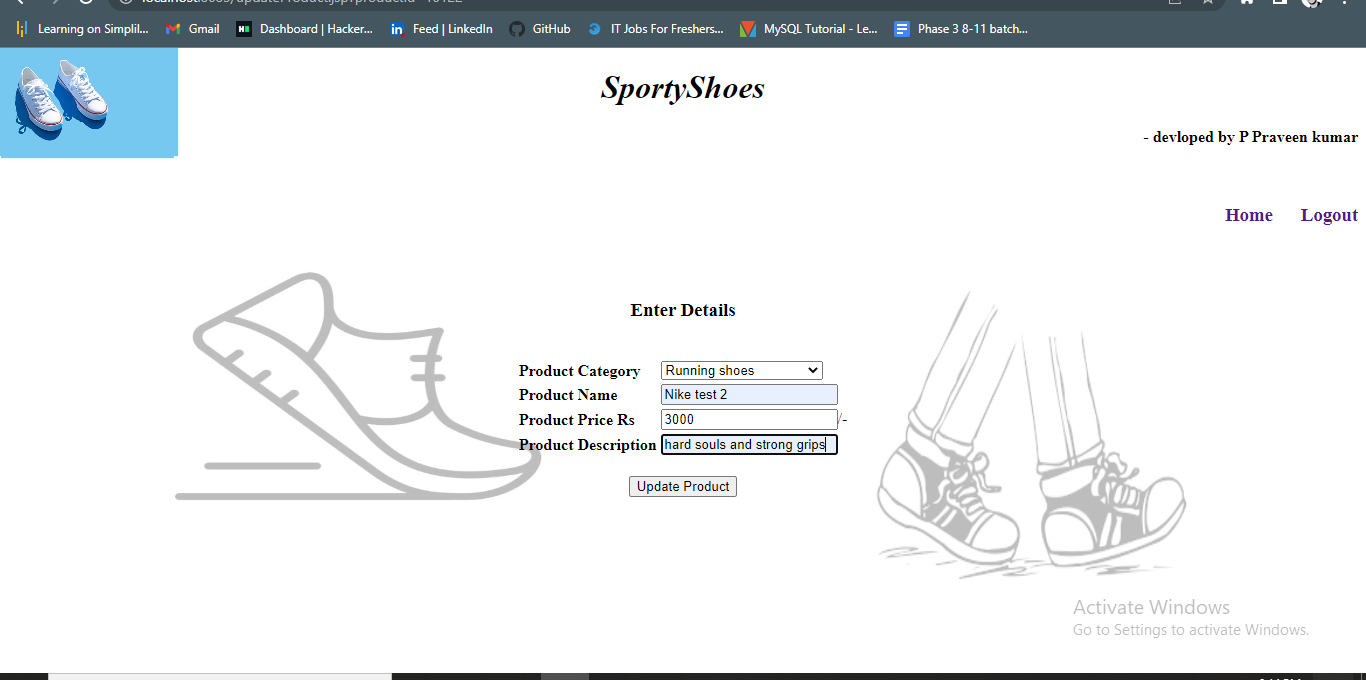 Learning on Simplil... Gmail Dashboard | Hacker... Feed | LinkedIn GitHub IT Jobs For Freshers... MySQL Tutorial - Le... Phase 3 8-11 batch...
SportyShoes
- devloped by P Praveen kumar
Home Logout
Enter Details
Product Category Running shoes
Product Name Nike test 2
Product Price Rs 3000 /-
Product Description hard souls and strong grips
Update Product
Activate Windows
Go to Settings to activate Windows.